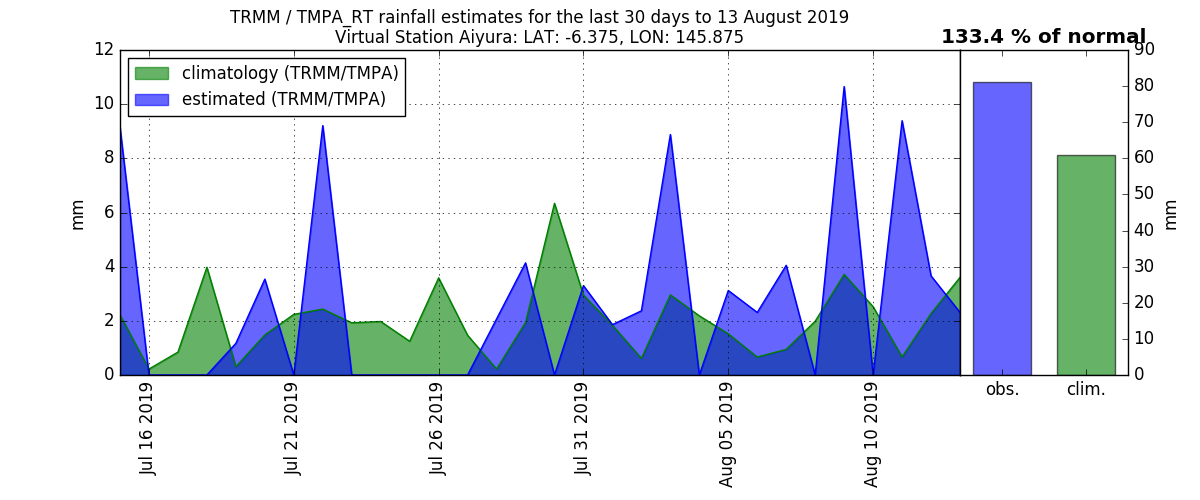 TRMM / TMPA_RT rainfall estimates for the last 30 days to 13 August 2019
Virtual Station Aiyura: LAT: -6.375, LON: 145.875
133.4 % of normal
climatology (TRMM/TMPA)
estimated (TRMM/TMPA)
12
10
8
6
4
2
0
mm
90
80
70
60
50
40
30
20
10
0
mm
Jul 16 2019
Jul 21 2019
Jul 26 2019
Jul 31 2019
Aug 05 2019
Aug 10 2019
obs.
clim.